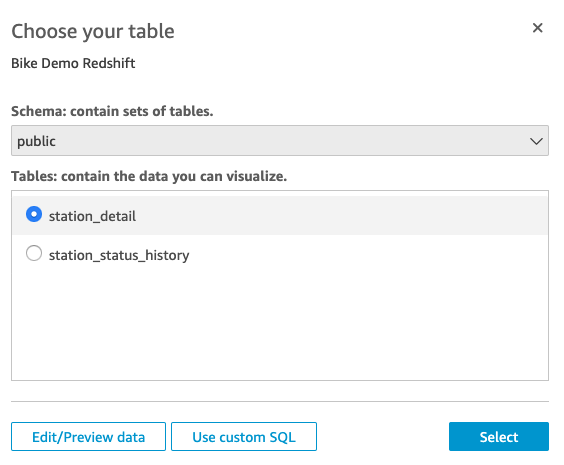 Choose your table
Bike Demo Redshift
Schema: contain sets of tables.
public
Tables: contain the data you can visualize.
station_detail
station_status_history
Edit/Preview data
Use custom SQL
Select